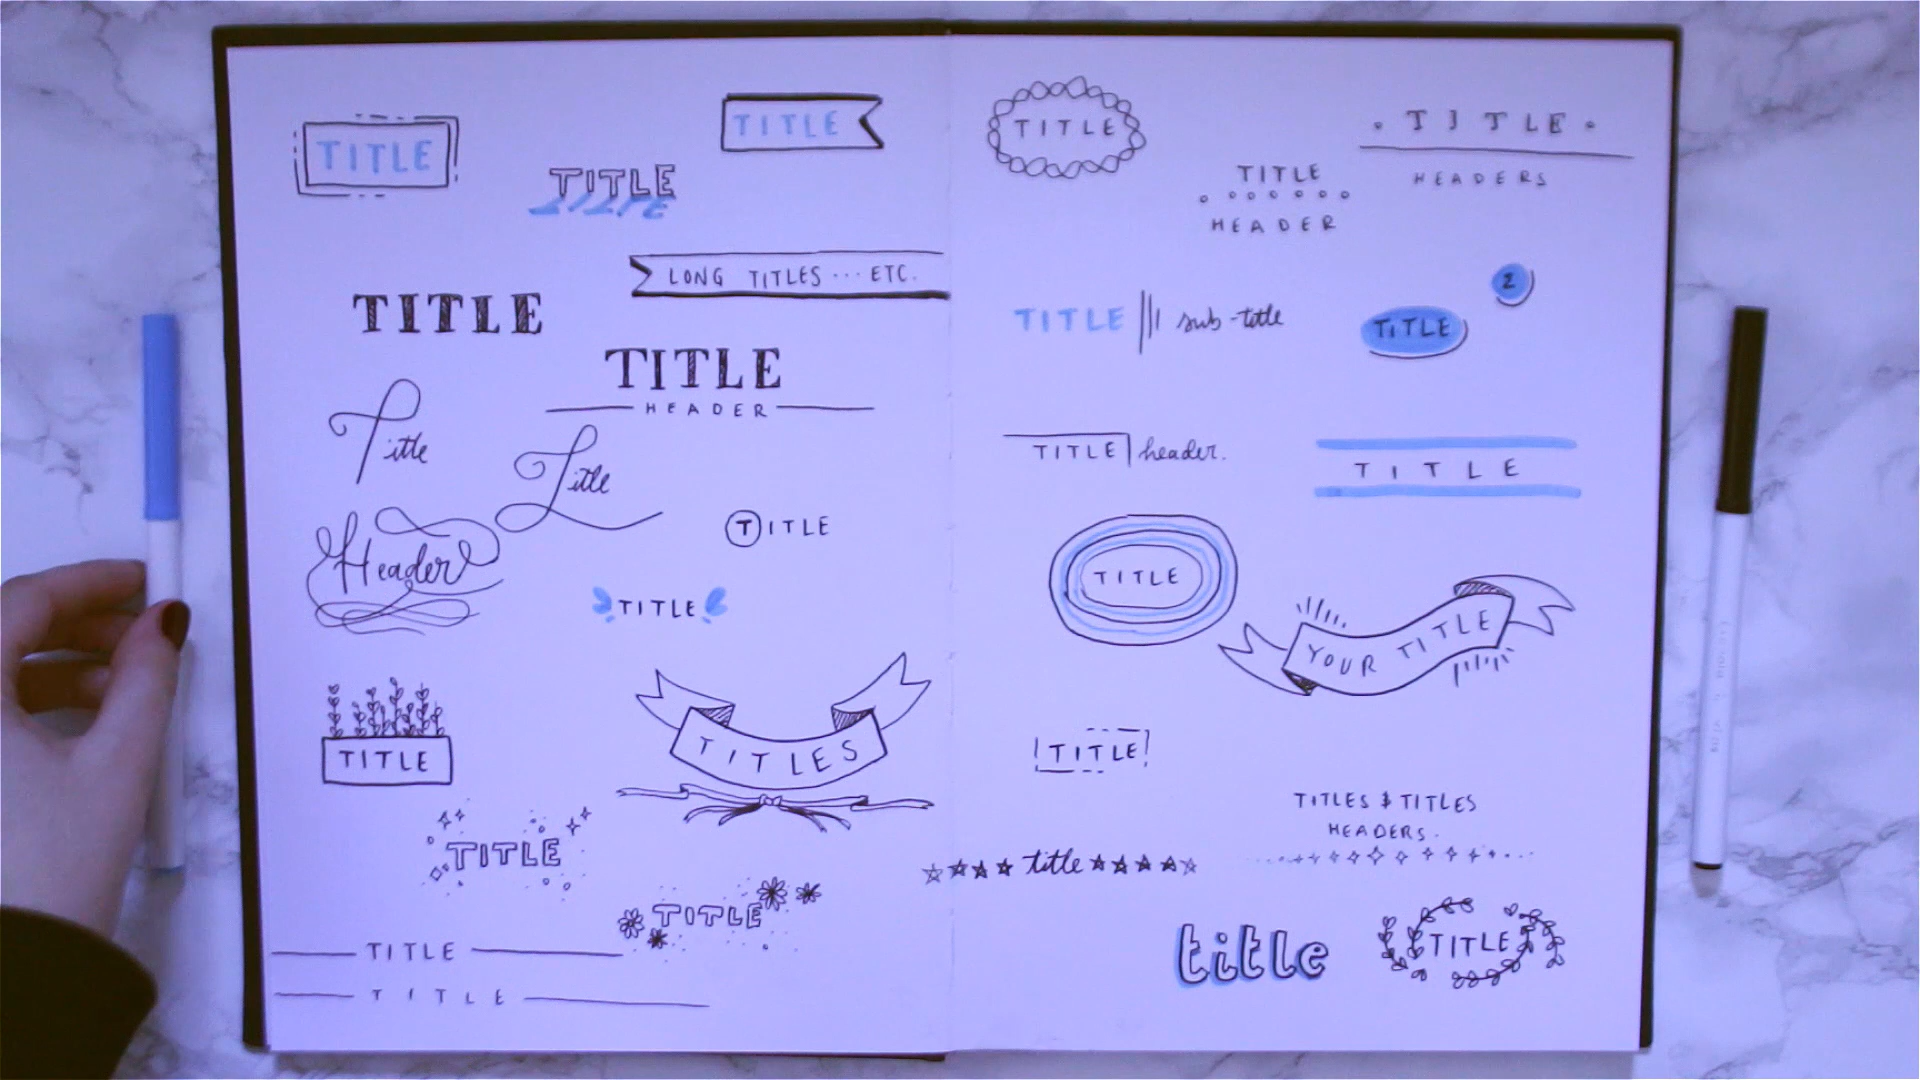 TITLE
TITLE
TITLE
TITLE
LONG TITLES ... ETC.
TITLE
TITLE
HEADER
Title
Title
Header
TITLE
TITLE
TITLE
TITLES
TITLE
TITLE
TITLE
TITLE
TITLE
• TITLE •
HEADERS
TITLE
HEADER
2
TITLE ||| sub-title
TITLE
TITLE | header.
TITLE
TITLE
YOUR TITLE
TITLE
TITLES & TITLES
HEADERS.
☆☆☆☆ title ☆☆☆☆☆
title
TITLE